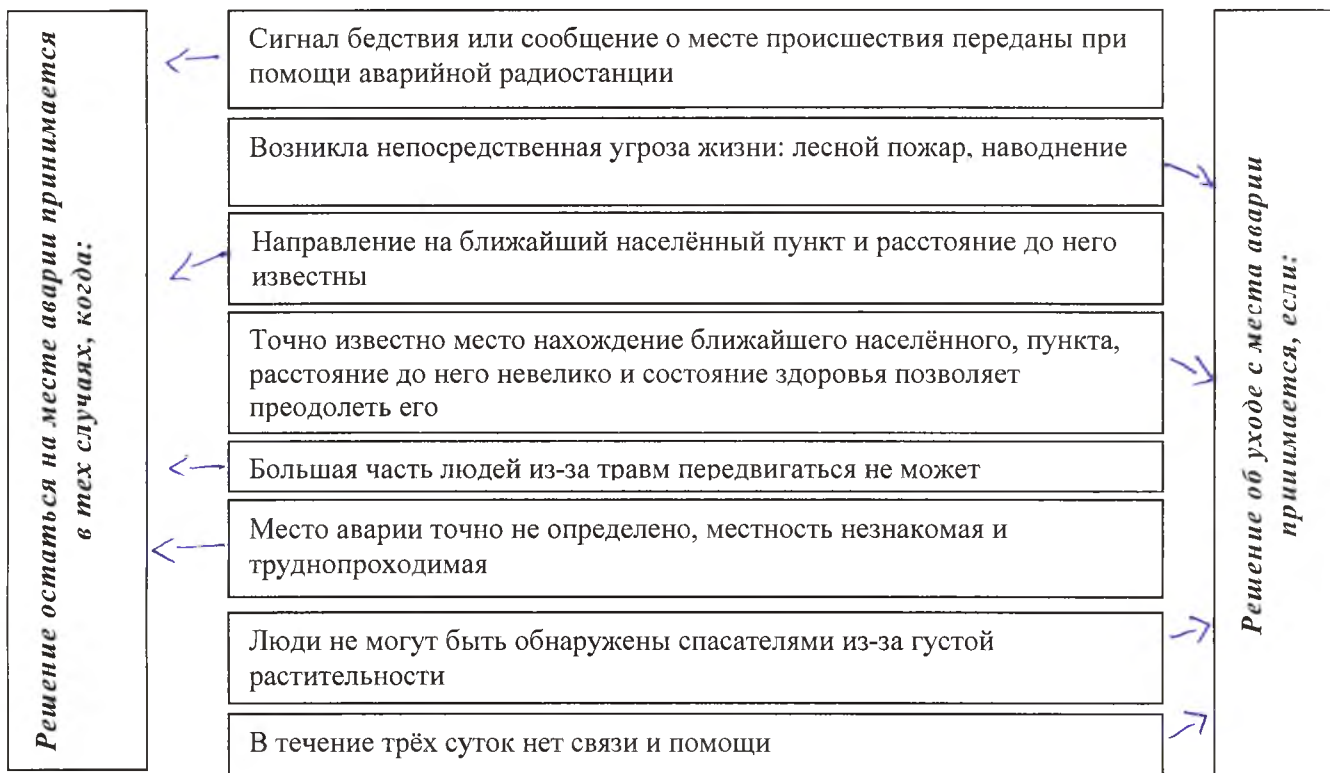 Решение остаться на месте аварии принимается
в тех случаях, когда:
Сигнал бедствия или сообщение о месте происшествия переданы при
помощи аварийной радиостанции
Возникла непосредственная угроза жизни: лесной пожар, наводнение
Направление на ближайший населённый пункт и расстояние до него
известны
Точно известно место нахождение ближайшего населённого, пункта,
расстояние до него невелико и состояние здоровья позволяет
преодолеть его
Большая часть людей из-за травм передвигаться не может
Место аварии точно не определено, местность незнакомая и
труднопроходимая
Люди не могут быть обнаружены спасателями из-за густой
растительности
В течение трёх суток нет связи и помощи
Решение об уходе с места аварии
принимается, если: